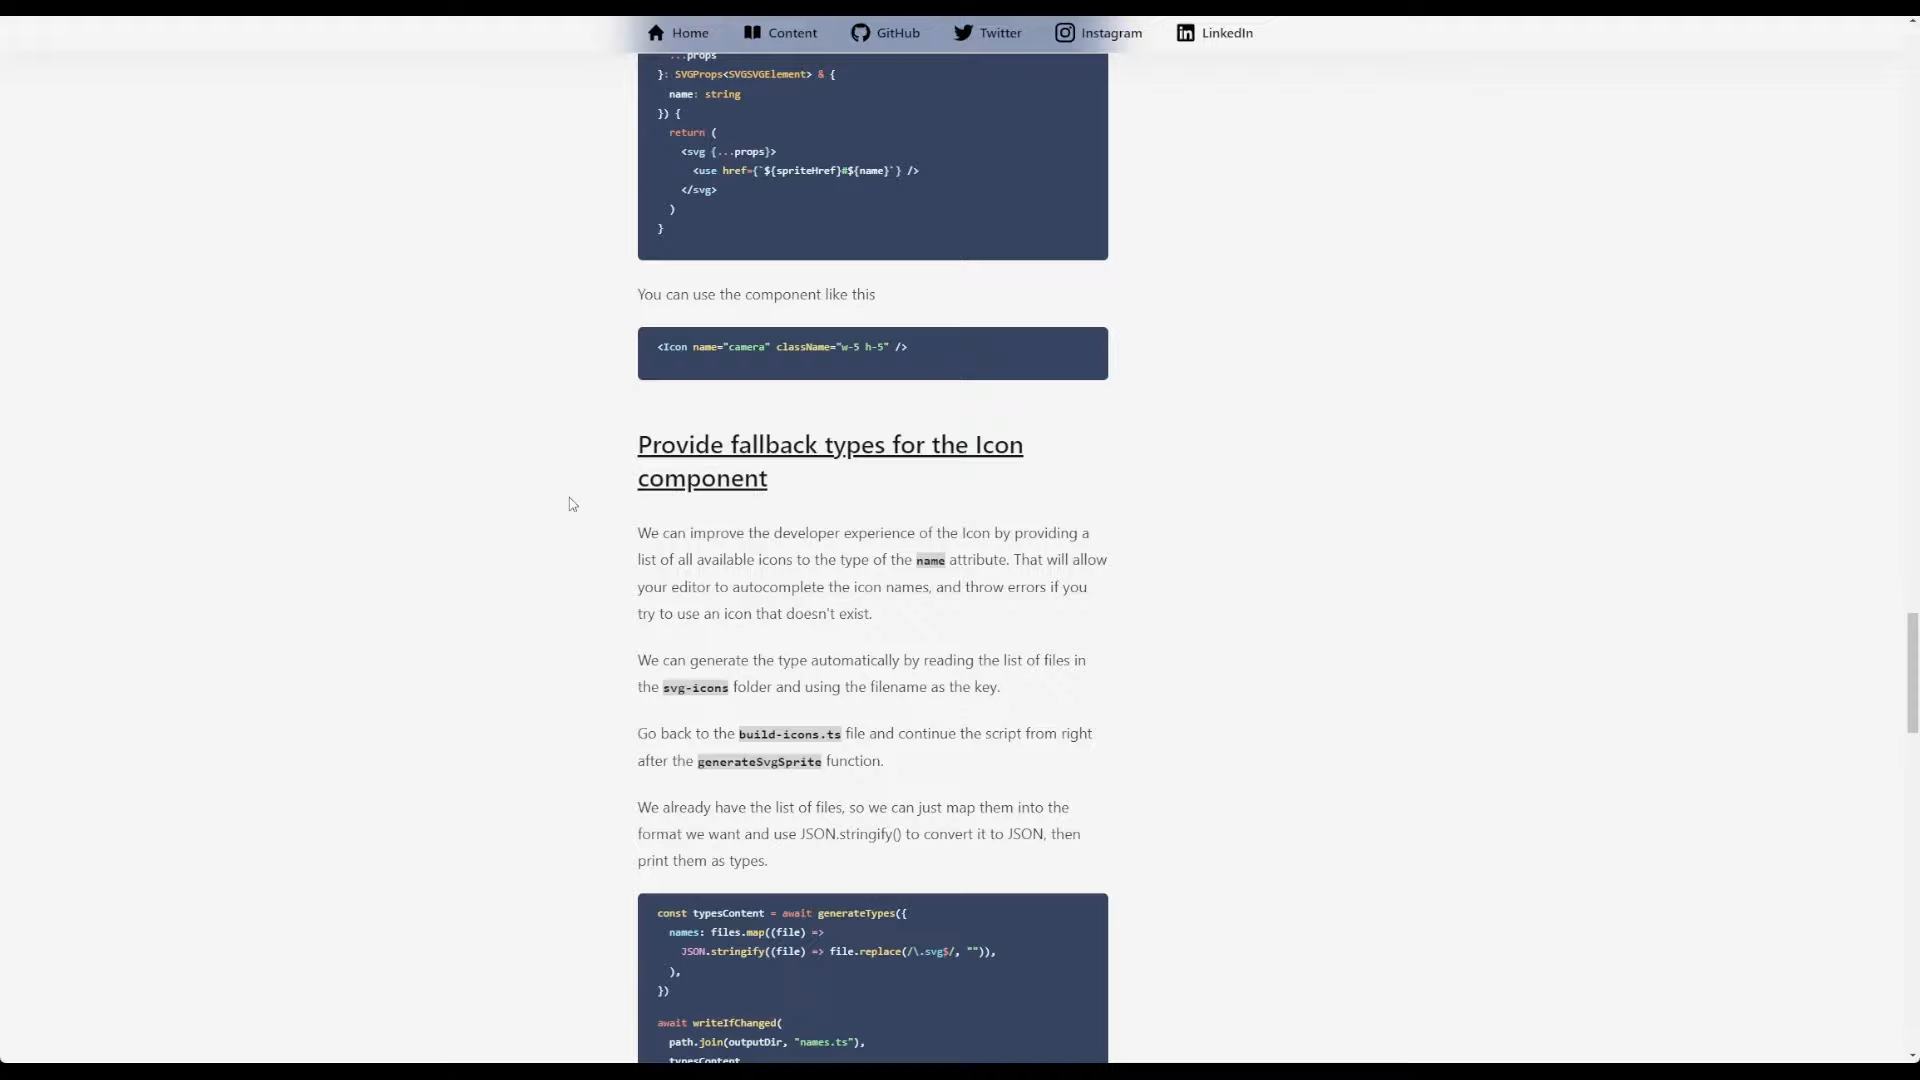 Home Content GitHub Twitter Instagram LinkedIn
...props
}: SVGProps<SVGSVGElement> & {
name: string
}) {
return (
<svg {...props}>
<use href={`${spriteHref}#${name}`} />
</svg>
)
}
You can use the component like this
<Icon name="camera" className="w-5 h-5" />
Provide fallback types for the Icon
component
We can improve the developer experience of the Icon by providing a
list of all available icons to the type of the name attribute. That will allow
your editor to autocomplete the icon names, and throw errors if you
try to use an icon that doesn't exist.
We can generate the type automatically by reading the list of files in
the svg-icons folder and using the filename as the key.
Go back to the build-icons.ts file and continue the script from right
after the generateSvgSprite function.
We already have the list of files, so we can just map them into the
format we want and use JSON.stringify() to convert it to JSON, then
print them as types.
const typesContent = await generateTypes({
names: files.map((file) =>
JSON.stringify((file) => file.replace(/\.svg$/, "")),
),
})
await writeIfChanged(
path.join(outputDir, "names.ts"),
typesContent